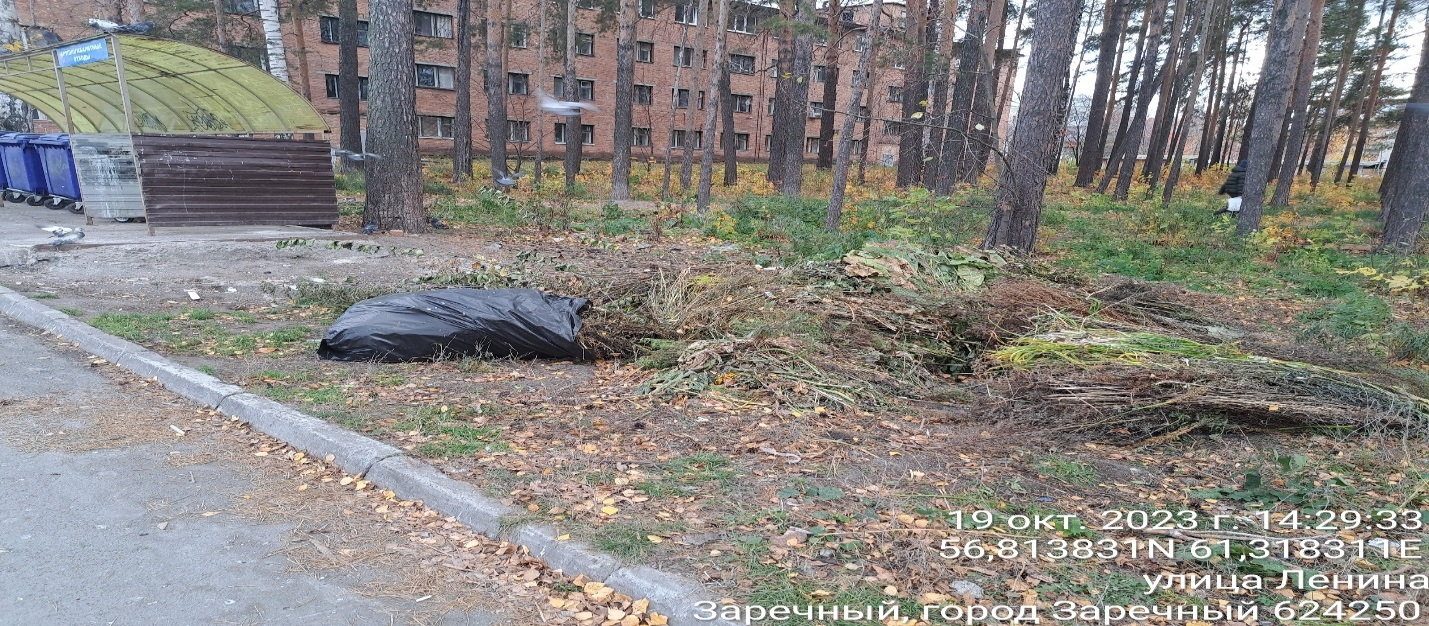 19 окт. 2023 г. 14:29:33
56,813831N 61,318311E
улица Ленина
Заречный, город Заречный 624250